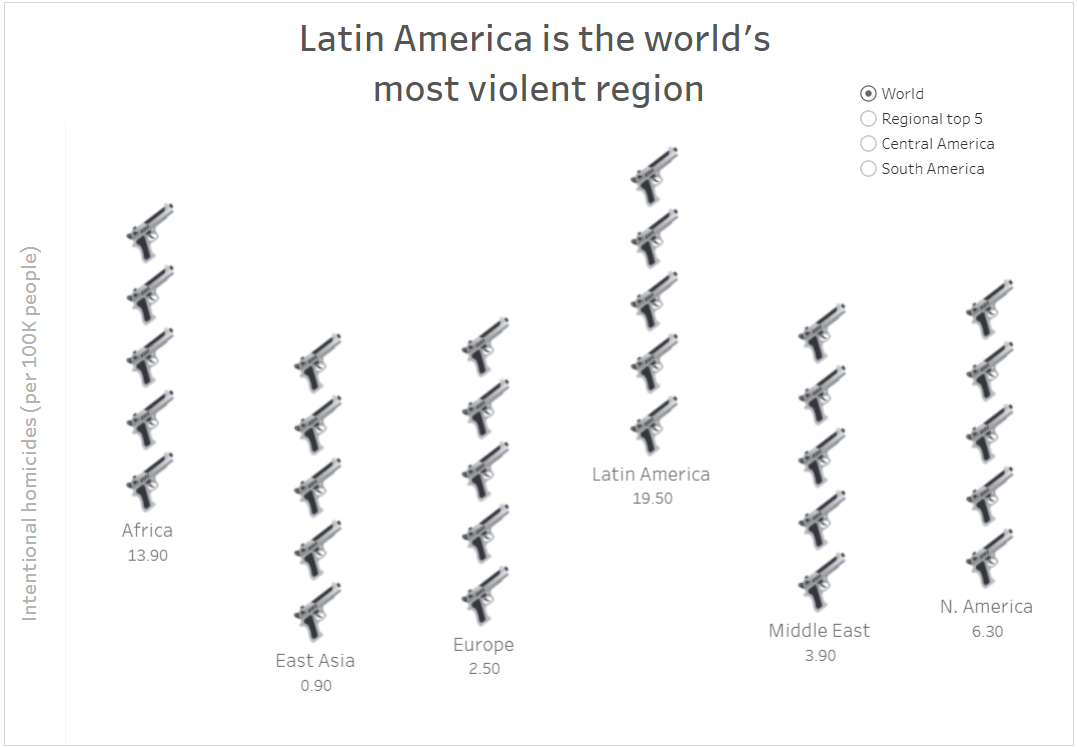 Latin America is the world’s
most violent region
World
Regional top 5
Central America
South America
Intentional homicides (per 100K people)
Africa
13.90
East Asia
0.90
Europe
2.50
Latin America
19.50
Middle East
3.90
N. America
6.30